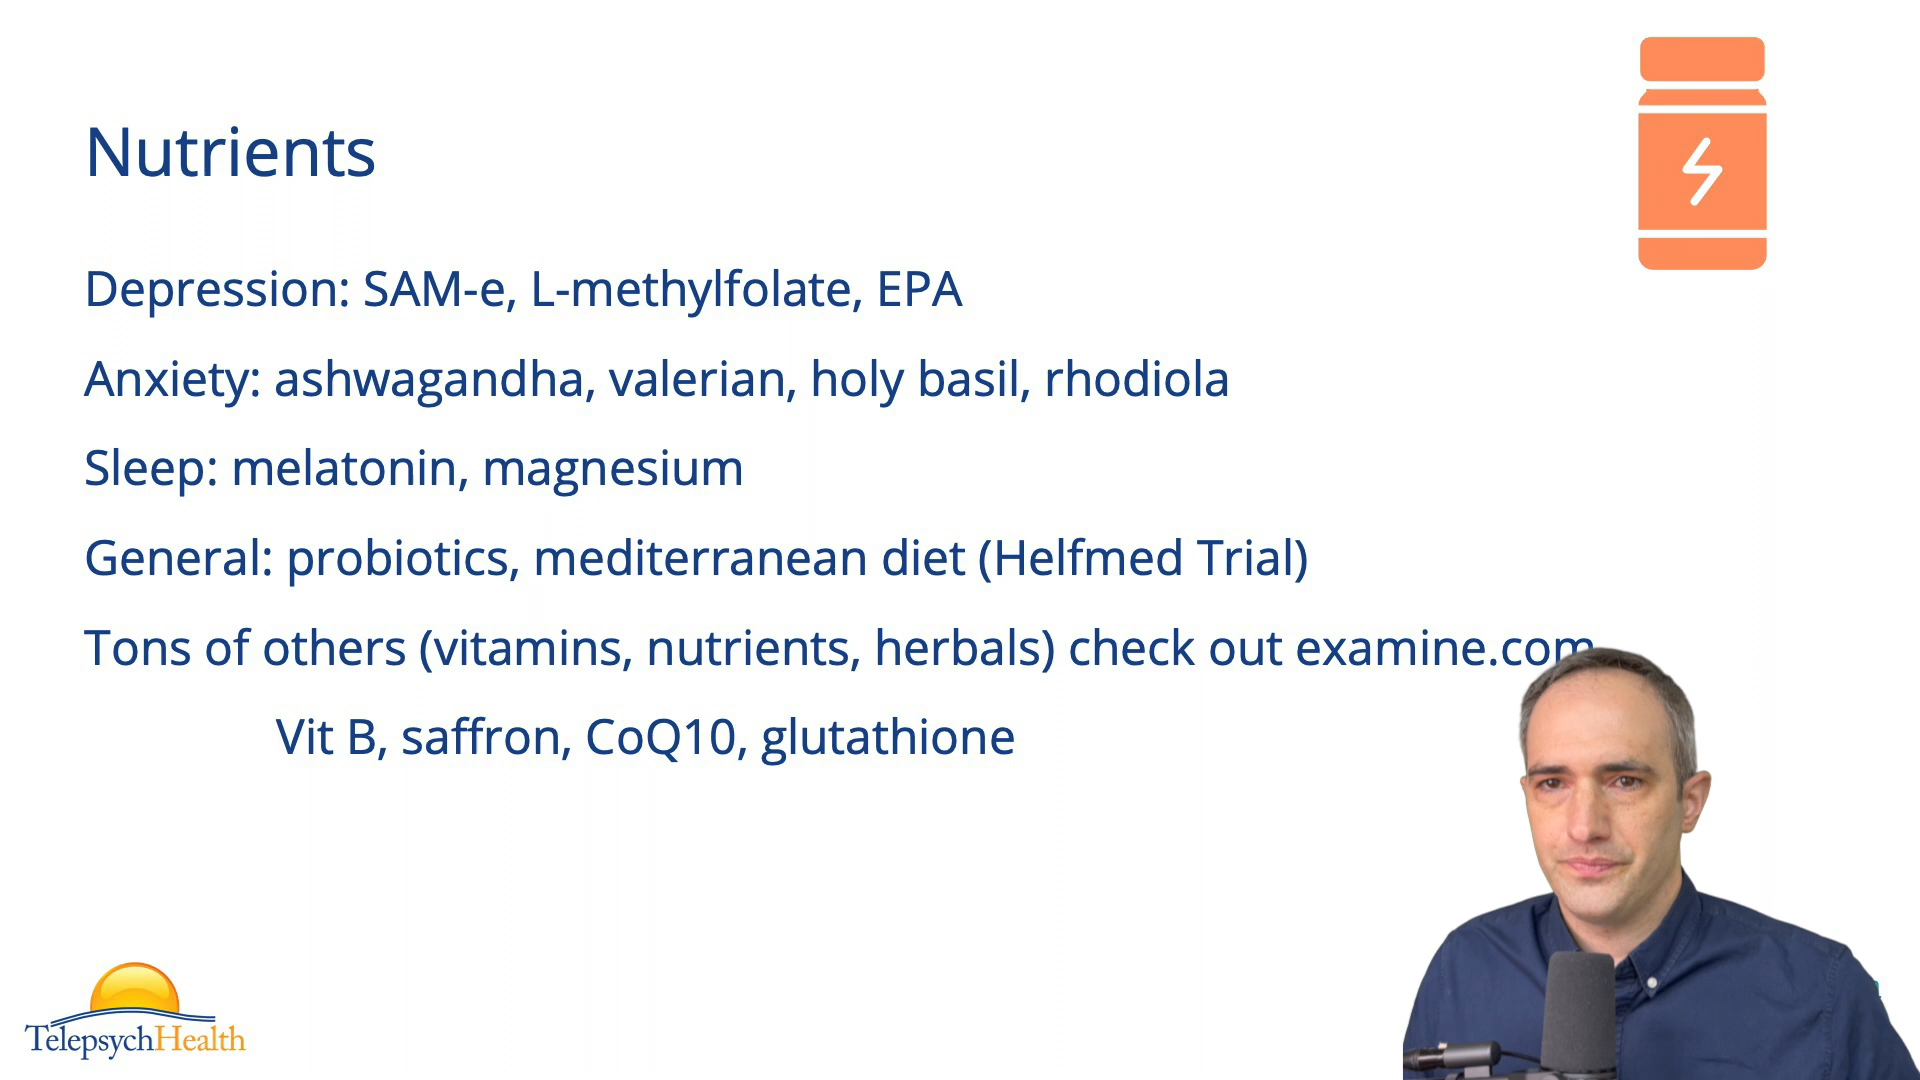 Nutrients
Depression: SAM-e, L-methylfolate, EPA
Anxiety: ashwagandha, valerian, holy basil, rhodiola
Sleep: melatonin, magnesium
General: probiotics, mediterranean diet (Helfmed Trial)
Tons of others (vitamins, nutrients, herbals) check out examine.com
Vit B, saffron, CoQ10, glutathione
TelepsychHealth